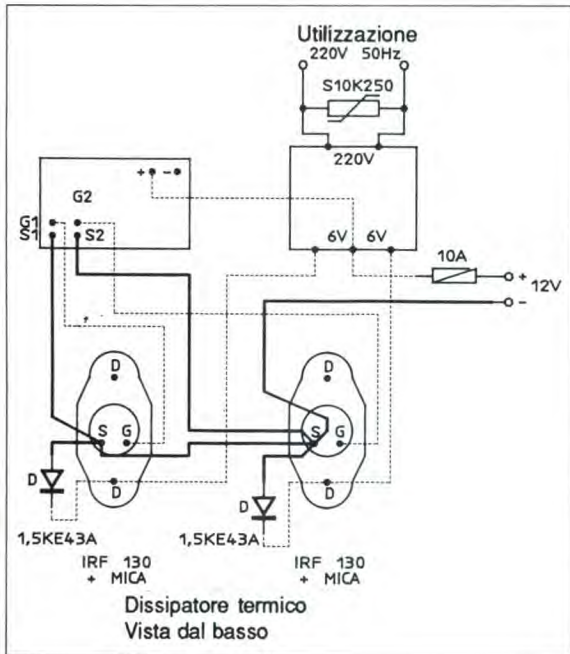 Utilizzazione
220V 50Hz
S10K250
220V
+ -
G2
G1
S1 S2
6V 6V
10A
+
12V
-
D D
S G S G
D D
D D
1,5KE43A 1,5KE43A
IRF 130 IRF 130
+ MICA + MICA
Dissipatore termico
Vista dal basso